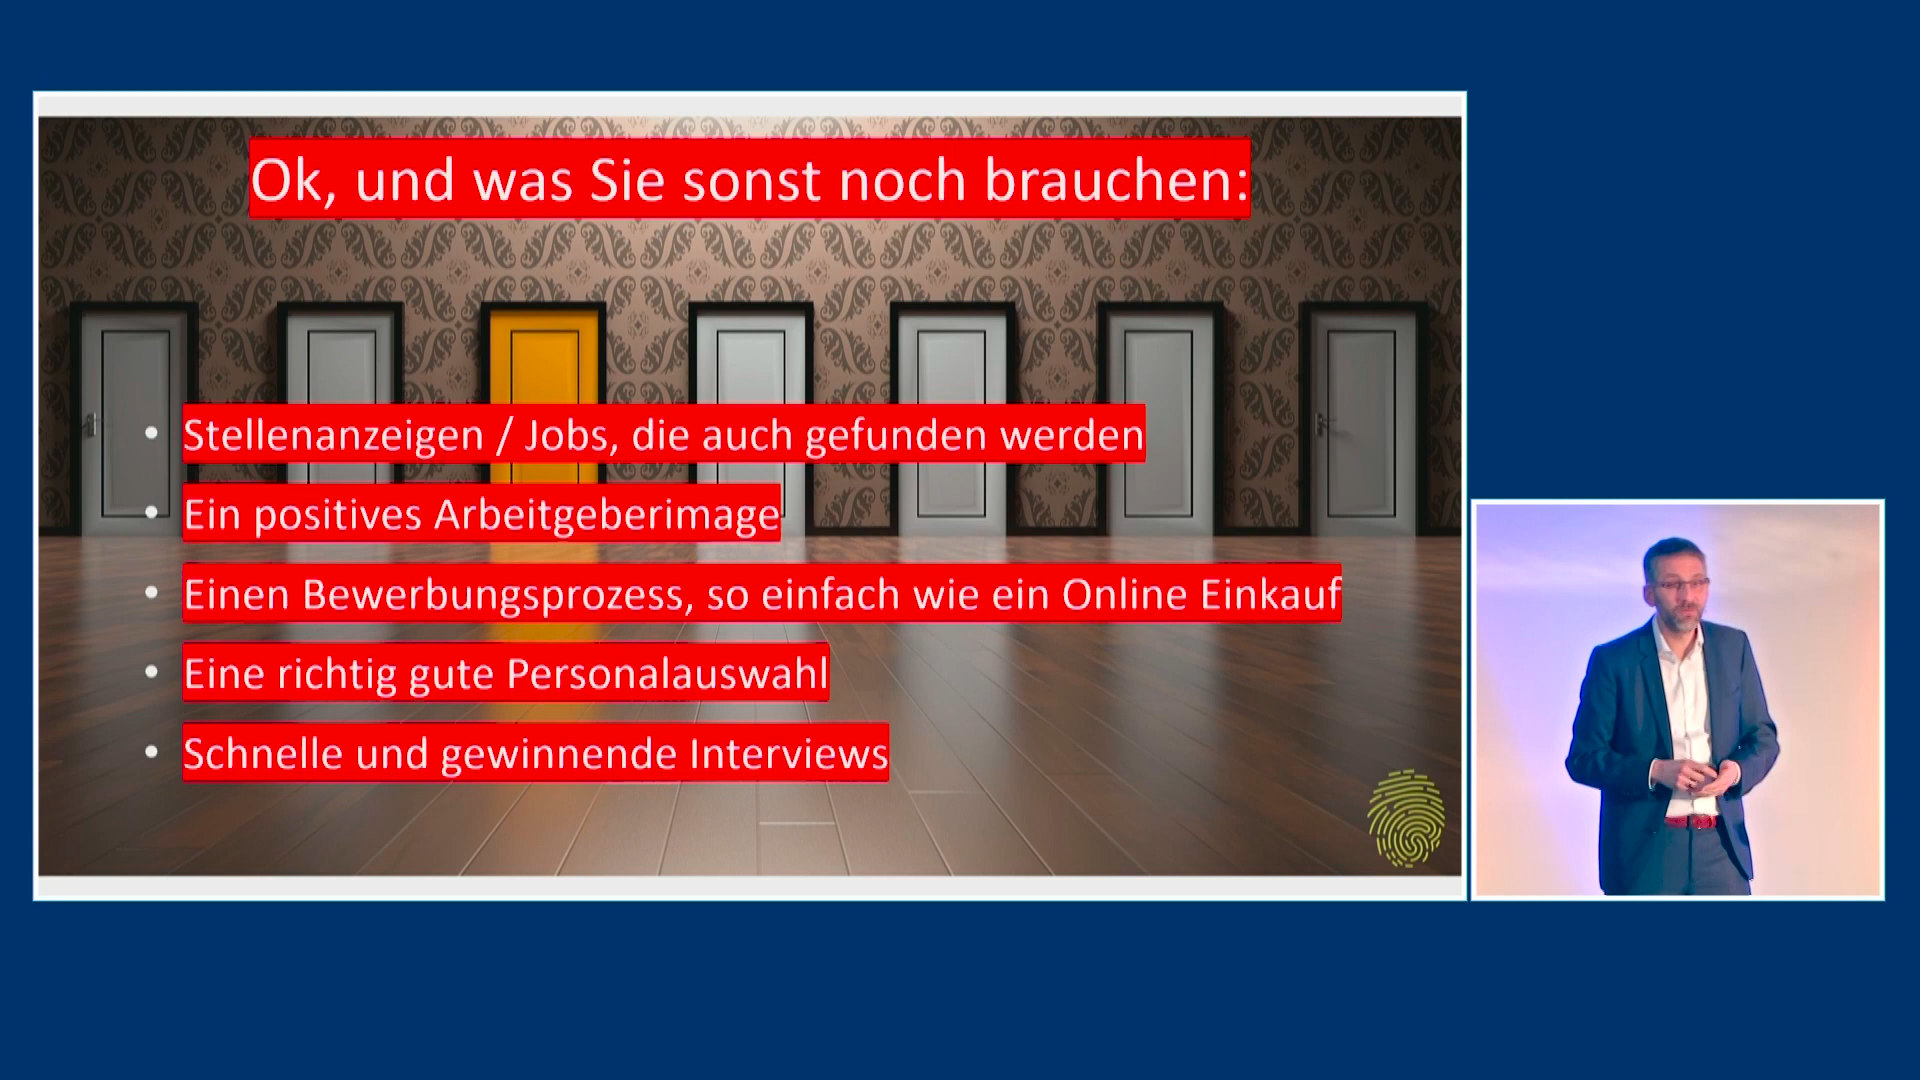 Ok, und was Sie sonst noch brauchen:
• Stellenanzeigen / Jobs, die auch gefunden werden
• Ein positives Arbeitgeberimage
• Einen Bewerbungsprozess, so einfach wie ein Online Einkauf
• Eine richtig gute Personalauswahl
• Schnelle und gewinnende Interviews